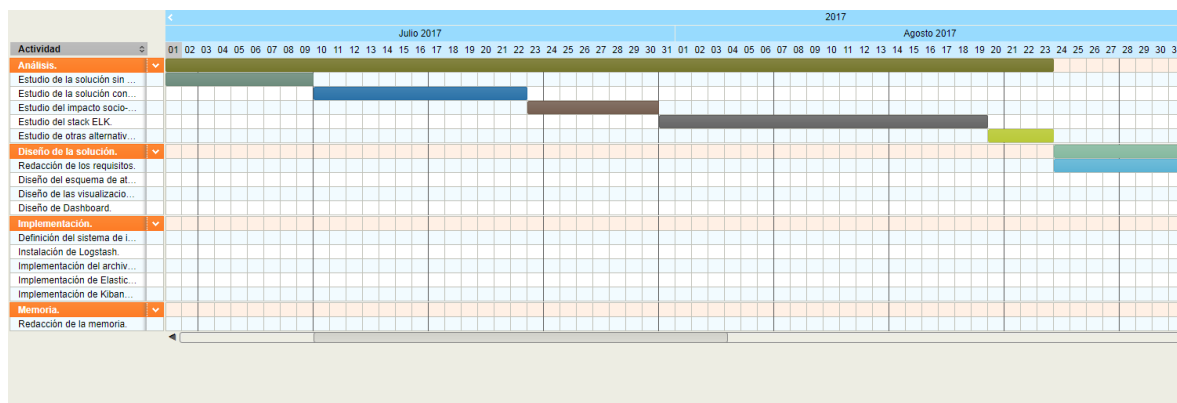 2017
Julio 2017 Agosto 2017
Actividad 01 02 03 04 05 06 07 08 09 10 11 12 13 14 15 16 17 18 19 20 21 22 23 24 25 26 27 28 29 30 31 01 02 03 04 05 06 07 08 09 10 11 12 13 14 15 16 17 18 19 20 21 22 23 24 25 26 27 28 29 30
Análisis.
Estudio de la solución sin ...
Estudio de la solución con...
Estudio del impacto socio-...
Estudio del stack ELK.
Estudio de otras alternativ...
Diseño de la solución.
Redacción de los requisitos.
Diseño del esquema de at...
Diseño de las visualizacio...
Diseño de Dashboard.
Implementación.
Definición del sistema de i...
Instalación de Logstash.
Implementación del archiv...
Implementación de Elastic...
Implementación de Kiban...
Memoria.
Redacción de la memoria.